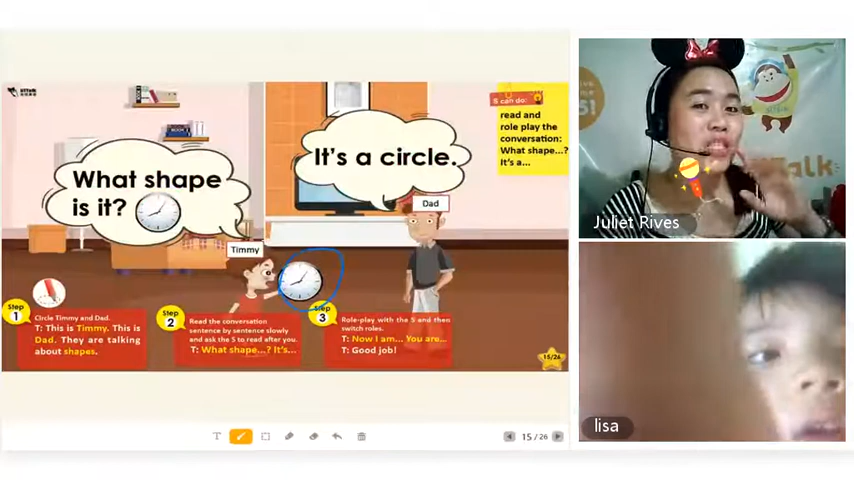 What shape
is it?
It's a circle.
S can do:
read and
role play the
conversation:
What shape...?
It's a...
Timmy
Dad
Step
1
Circle Timmy and Dad.
T: This is Timmy. This is
Dad. They are talking
about shapes.
Step
2
Read the conversation
sentence by sentence slowly
and ask the S to read after you.
T: What shape...? It's...
Step
3
Role-play with the S and then
switch roles.
T: Now I am... You are...
T: Good job!
15/26
T
15 / 26
51
Talk
Juliet Rives
lisa